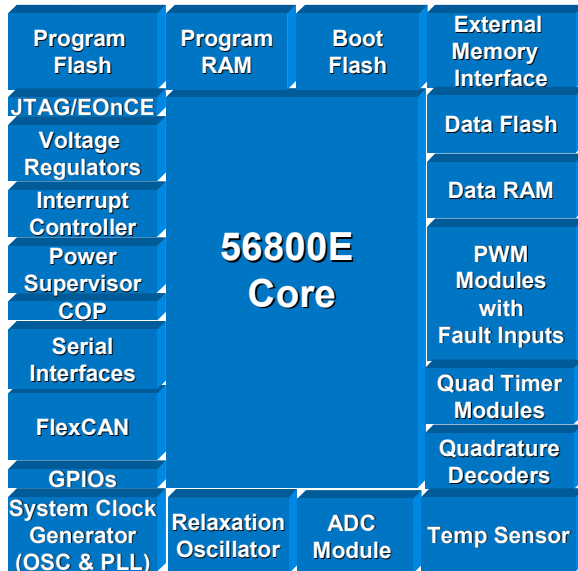 Program
Flash
Program
RAM
Boot
Flash
External
Memory
Interface
JTAG/EOnCE
Voltage
Regulators
Interrupt
Controller
Power
Supervisor
COP
Serial
Interfaces
FlexCAN
GPIOs
56800E
Core
Data Flash
Data RAM
PWM
Modules
with
Fault Inputs
Quad Timer
Modules
Quadrature
Decoders
System Clock
Generator
(OSC & PLL)
Relaxation
Oscillator
ADC
Module
Temp Sensor